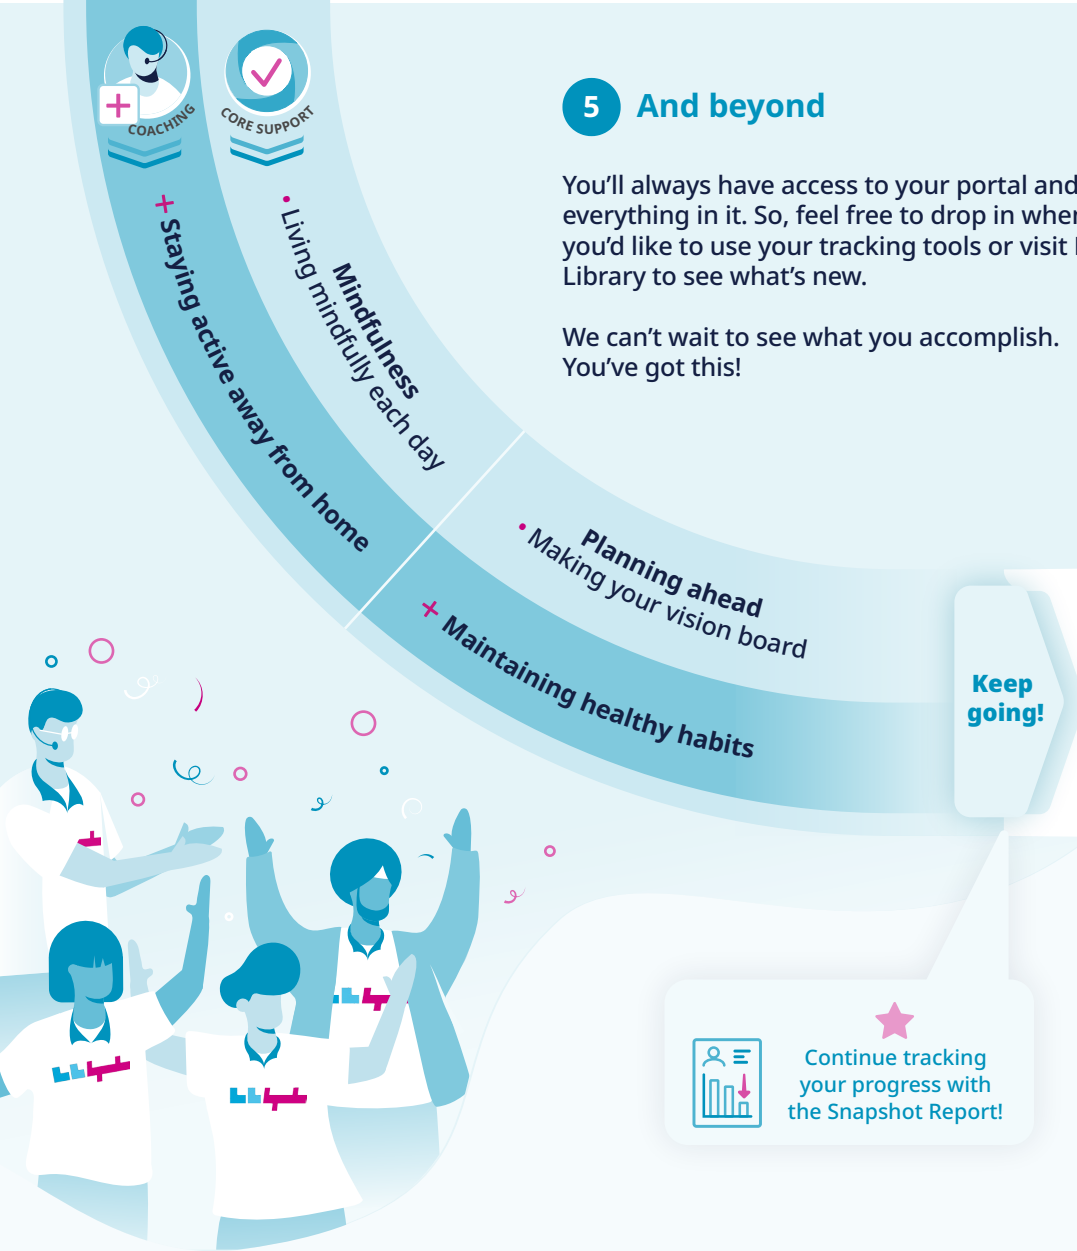 COACHING
CORE SUPPORT
+ Staying active away from home
Mindfulness
• Living mindfully each day
5 And beyond
You’ll always have access to your portal and
everything in it. So, feel free to drop in
you’d like to use your tracking tools or visit
Library to see what’s new.
We can’t wait to see what you accomplish.
You’ve got this!
Planning ahead
• Making your vision board
+ Maintaining healthy habits
Keep
going!
Continue tracking
your progress with
the Snapshot Report!